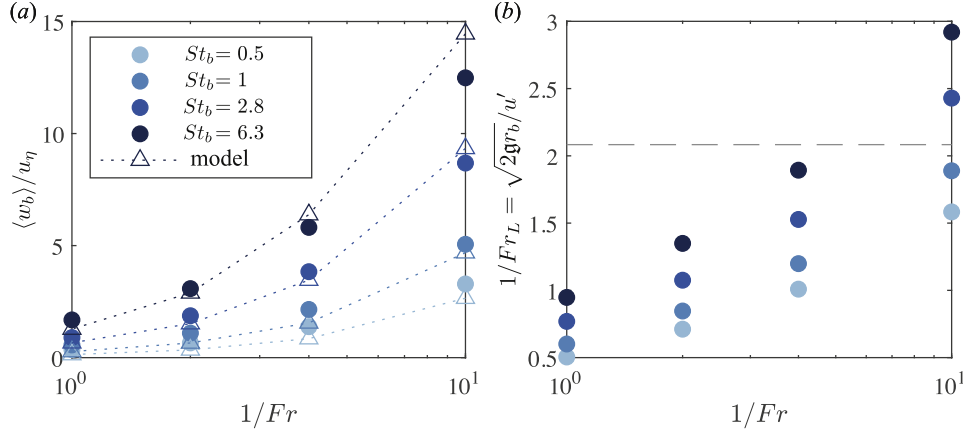 (a)
15
10
5
0
⟨w_b⟩/u_η
St_b = 0.5
St_b = 1
St_b = 2.8
St_b = 6.3
model
10^0
10^1
1/Fr
(b)
3
2.5
2
1.5
1
0.5
1/Fr_L = √2𝔤r_b/u′
10^0
10^1
1/Fr